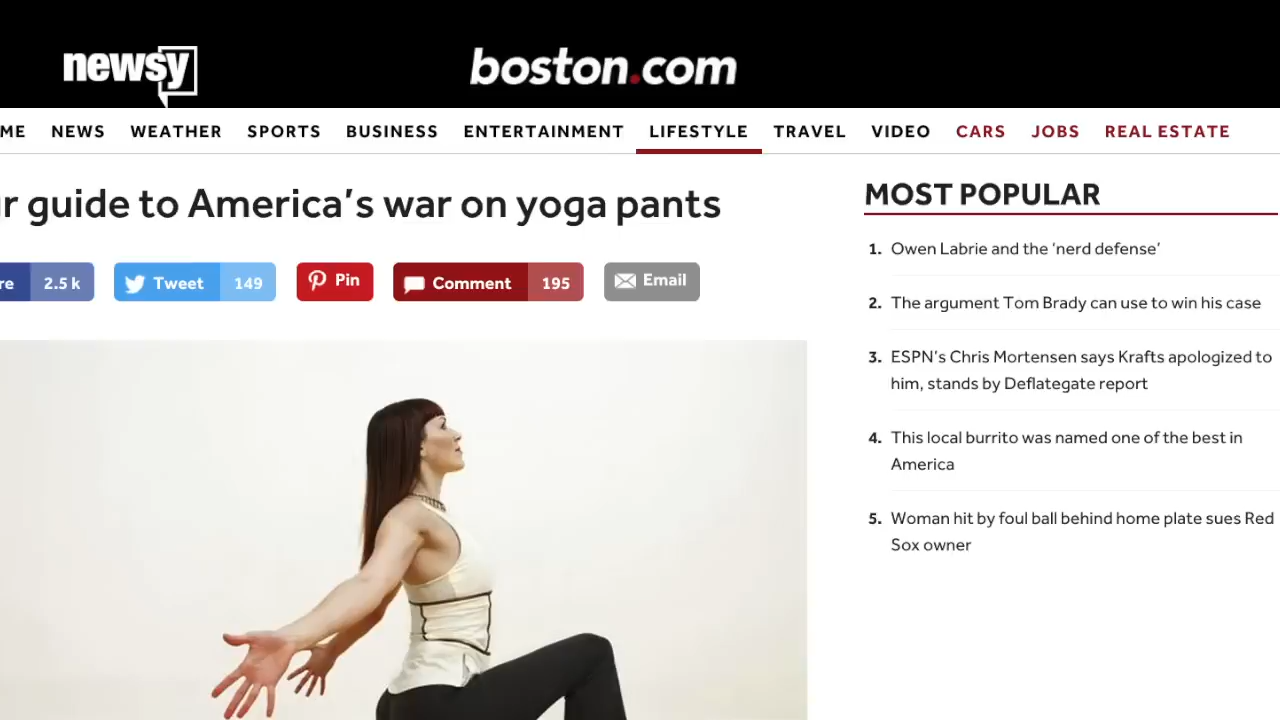 newsy
boston.com
ME NEWS WEATHER SPORTS BUSINESS ENTERTAINMENT LIFESTYLE TRAVEL VIDEO CARS JOBS REAL ESTATE
r guide to America's war on yoga pants
re 2.5 k Tweet 149 Pin Comment 195 Email
MOST POPULAR
1. Owen Labrie and the ‘nerd defense’
2. The argument Tom Brady can use to win his case
3. ESPN's Chris Mortensen says Krafts apologized to
him, stands by Deflategate report
4. This local burrito was named one of the best in
America
5. Woman hit by foul ball behind home plate sues Red
Sox owner